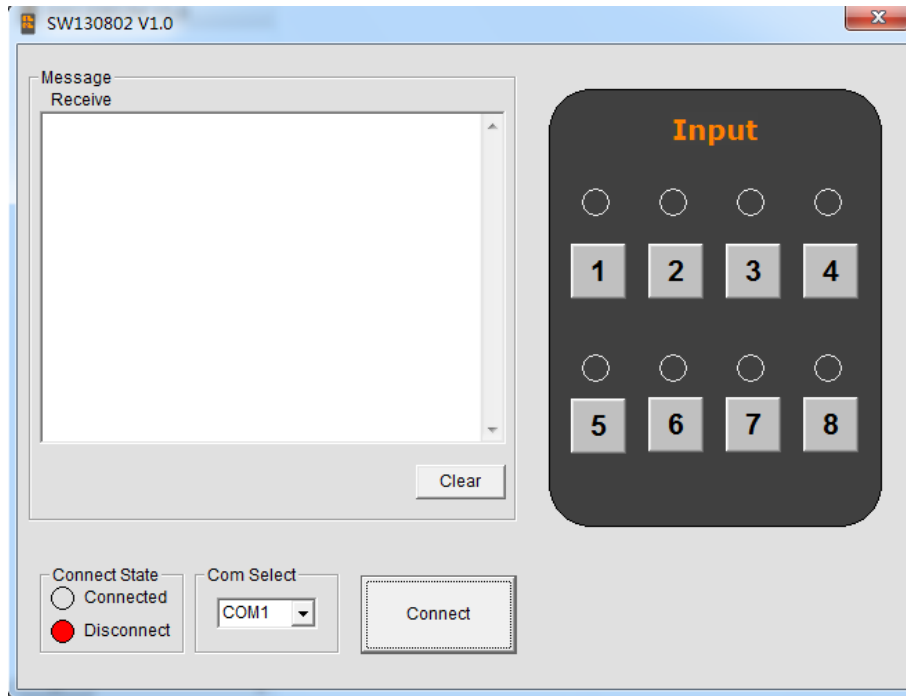 SW130802 V1.0
Message
Receive
Clear
Input
1 2 3 4
5 6 7 8
Connect State
Connected
Disconnect
Com Select
COM1
Connect